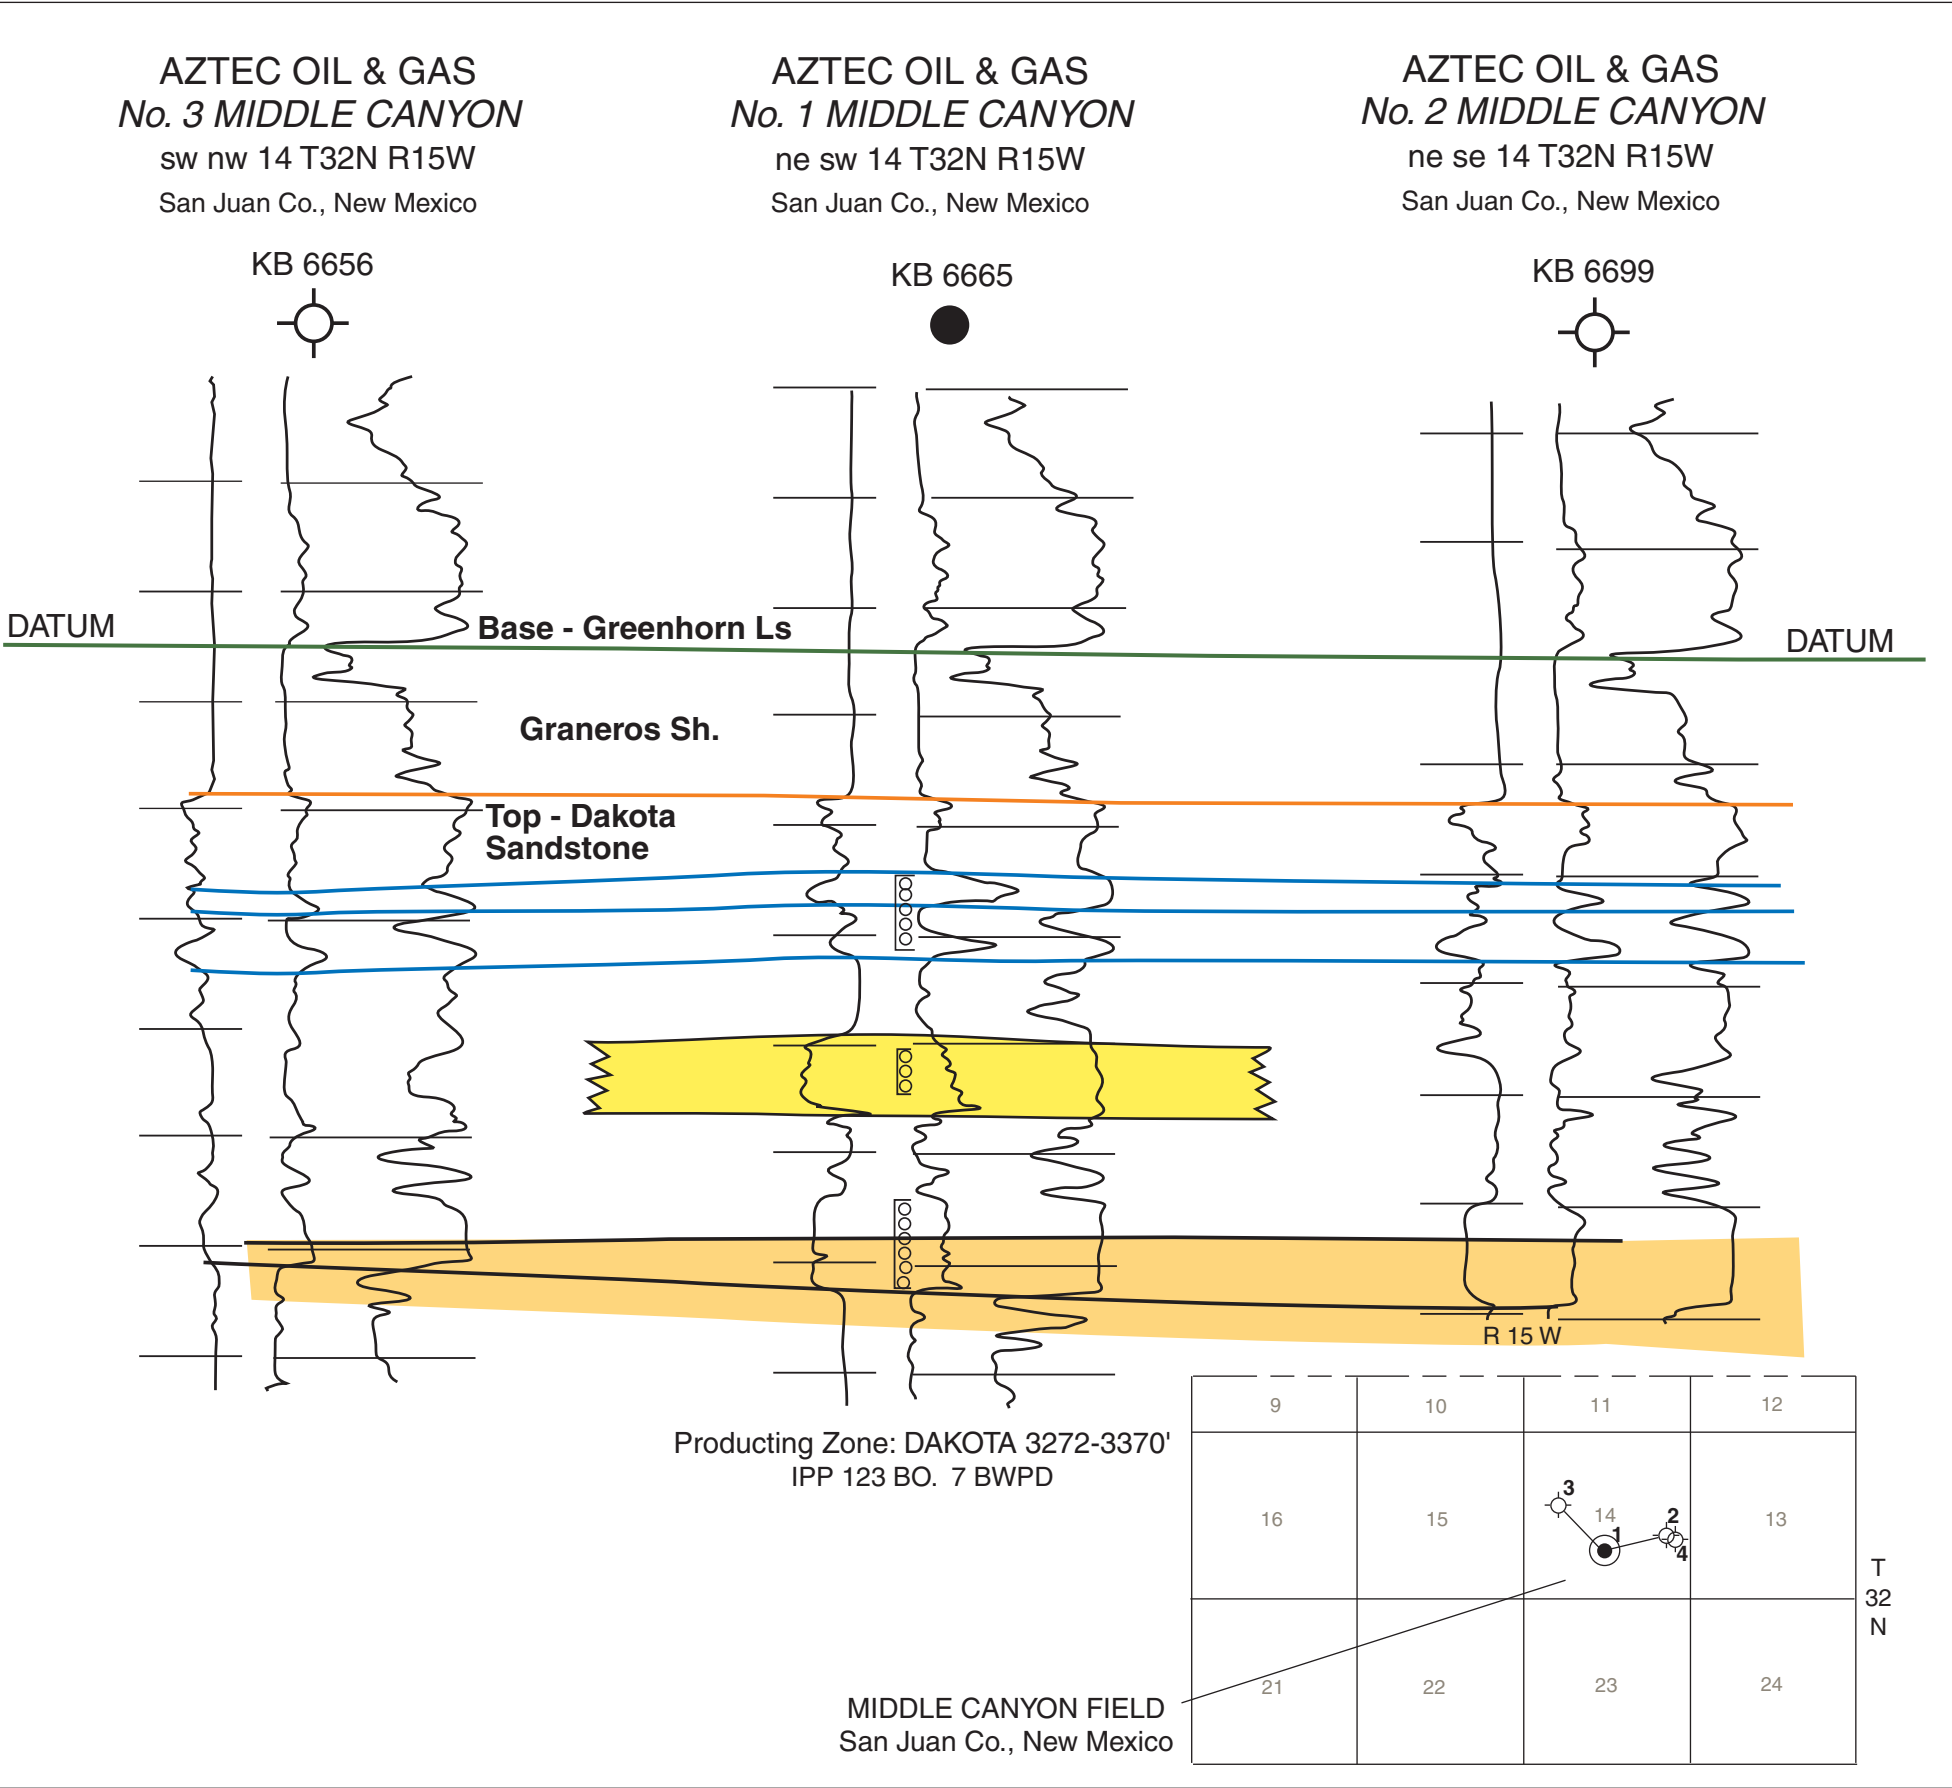 AZTEC OIL & GAS
No. 3 MIDDLE CANYON
sw nw 14 T32N R15W
San Juan Co., New Mexico
KB 6656
AZTEC OIL & GAS
No. 1 MIDDLE CANYON
ne sw 14 T32N R15W
San Juan Co., New Mexico
KB 6665
AZTEC OIL & GAS
No. 2 MIDDLE CANYON
ne se 14 T32N R15W
San Juan Co., New Mexico
KB 6699
DATUM
Base - Greenhorn Ls
DATUM
Graneros Sh.
Top - Dakota
Sandstone
R 15 W
Producting Zone: DAKOTA 3272-3370'
IPP 123 BO. 7 BWPD
9
10
11
12
16
15
14
13
3
1
2
4
21
22
23
24
T
32
N
MIDDLE CANYON FIELD
San Juan Co., New Mexico